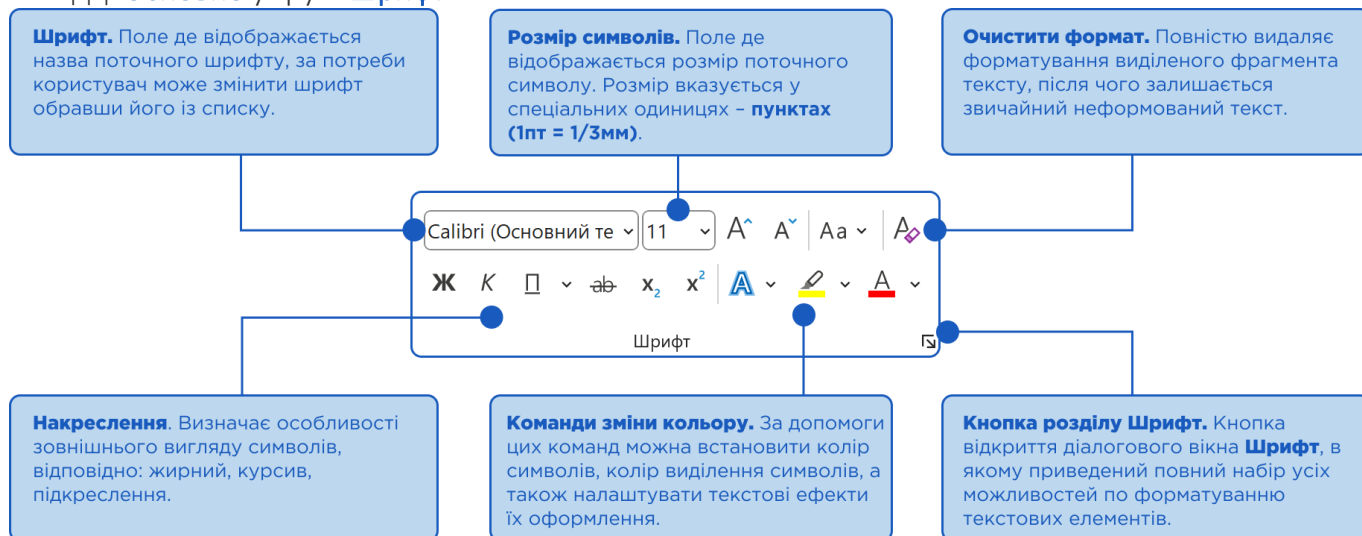 Шрифт. Поле де відображається
назва поточного шрифту, за потреби
користувач може змінити шрифт
обравши його із списку.
Розмір символів. Поле де
відображається розмір поточного
символу. Розмір вказується у
спеціальних одиницях – пунктах
(1пт = 1/3мм).
Очистити формат. Повністю видаляє
форматування виділеного фрагмента
тексту, після чого залишається
звичайний неформований текст.
Calibri (Основний те 11 A A Aa A
Ж К П ab x₂ x² A A
Шрифт
Накреслення. Визначає особливості
зовнішнього вигляду символів,
відповідно: жирний, курсив,
підкреслення.
Команди зміни кольору. За допомоги
цих команд можна встановити колір
символів, колір виділення символів, а
також налаштувати текстові ефекти
їх оформлення.
Кнопка розділу Шрифт. Кнопка
відкриття діалогового вікна Шрифт, в
якому приведений повний набір усіх
можливостей по форматуванню
текстових елементів.